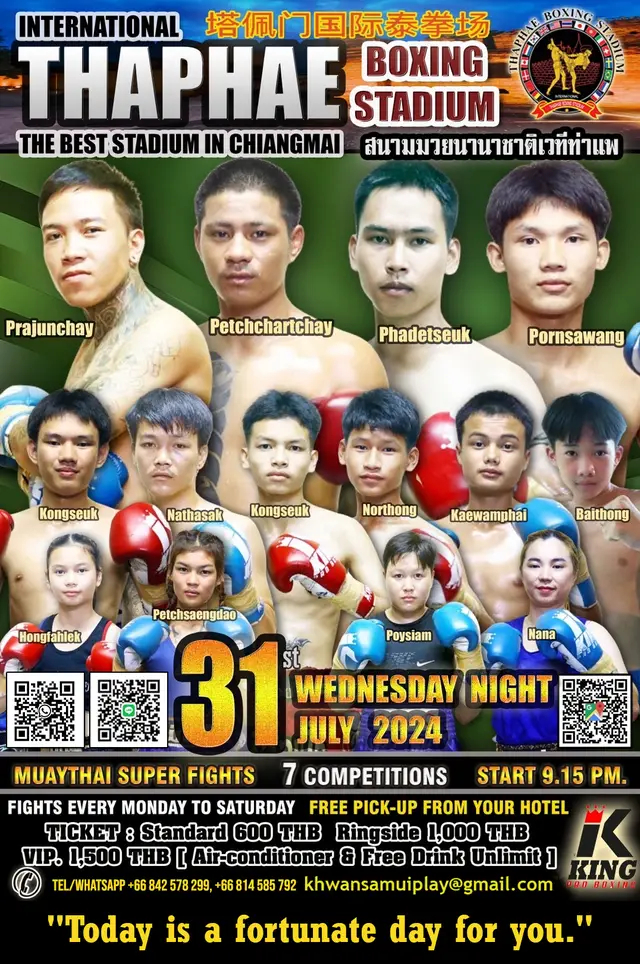 INTERNATIONAL
塔佩门国际泰拳场
THAPHAE
BOXING
STADIUM
THAPHAE BOXING STADIUM
INTERNATIONAL
THE BEST STADIUM IN CHIANGMAI
สนามมวยนานาชาติเวทีท่าแพ
Prajunchay
Petchchartchay
Phadetseuk
Pornsawang
Kongseuk
Nathasak
Kongseuk
Northong
Kaewamphai
Baithong
Hongfahlek
Petchsaengdao
Poysiam
Nana
31st
WEDNESDAY NIGHT
JULY 2024
MUAYTHAI SUPER FIGHTS 7 COMPETITIONS START 9.15 PM.
FIGHTS EVERY MONDAY TO SATURDAY FREE PICK-UP FROM YOUR HOTEL
TICKET : Standard 600 THB Ringside 1,000 THB
VIP. 1,500 THB [ Air-conditioner & Free Drink Unlimit ]
K
KING
PRO BOXING
TEL/WHATSAPP +66 842 578 299, +66 814 585 792 khwansamuiplay@gmail.com
"Today is a fortunate day for you."